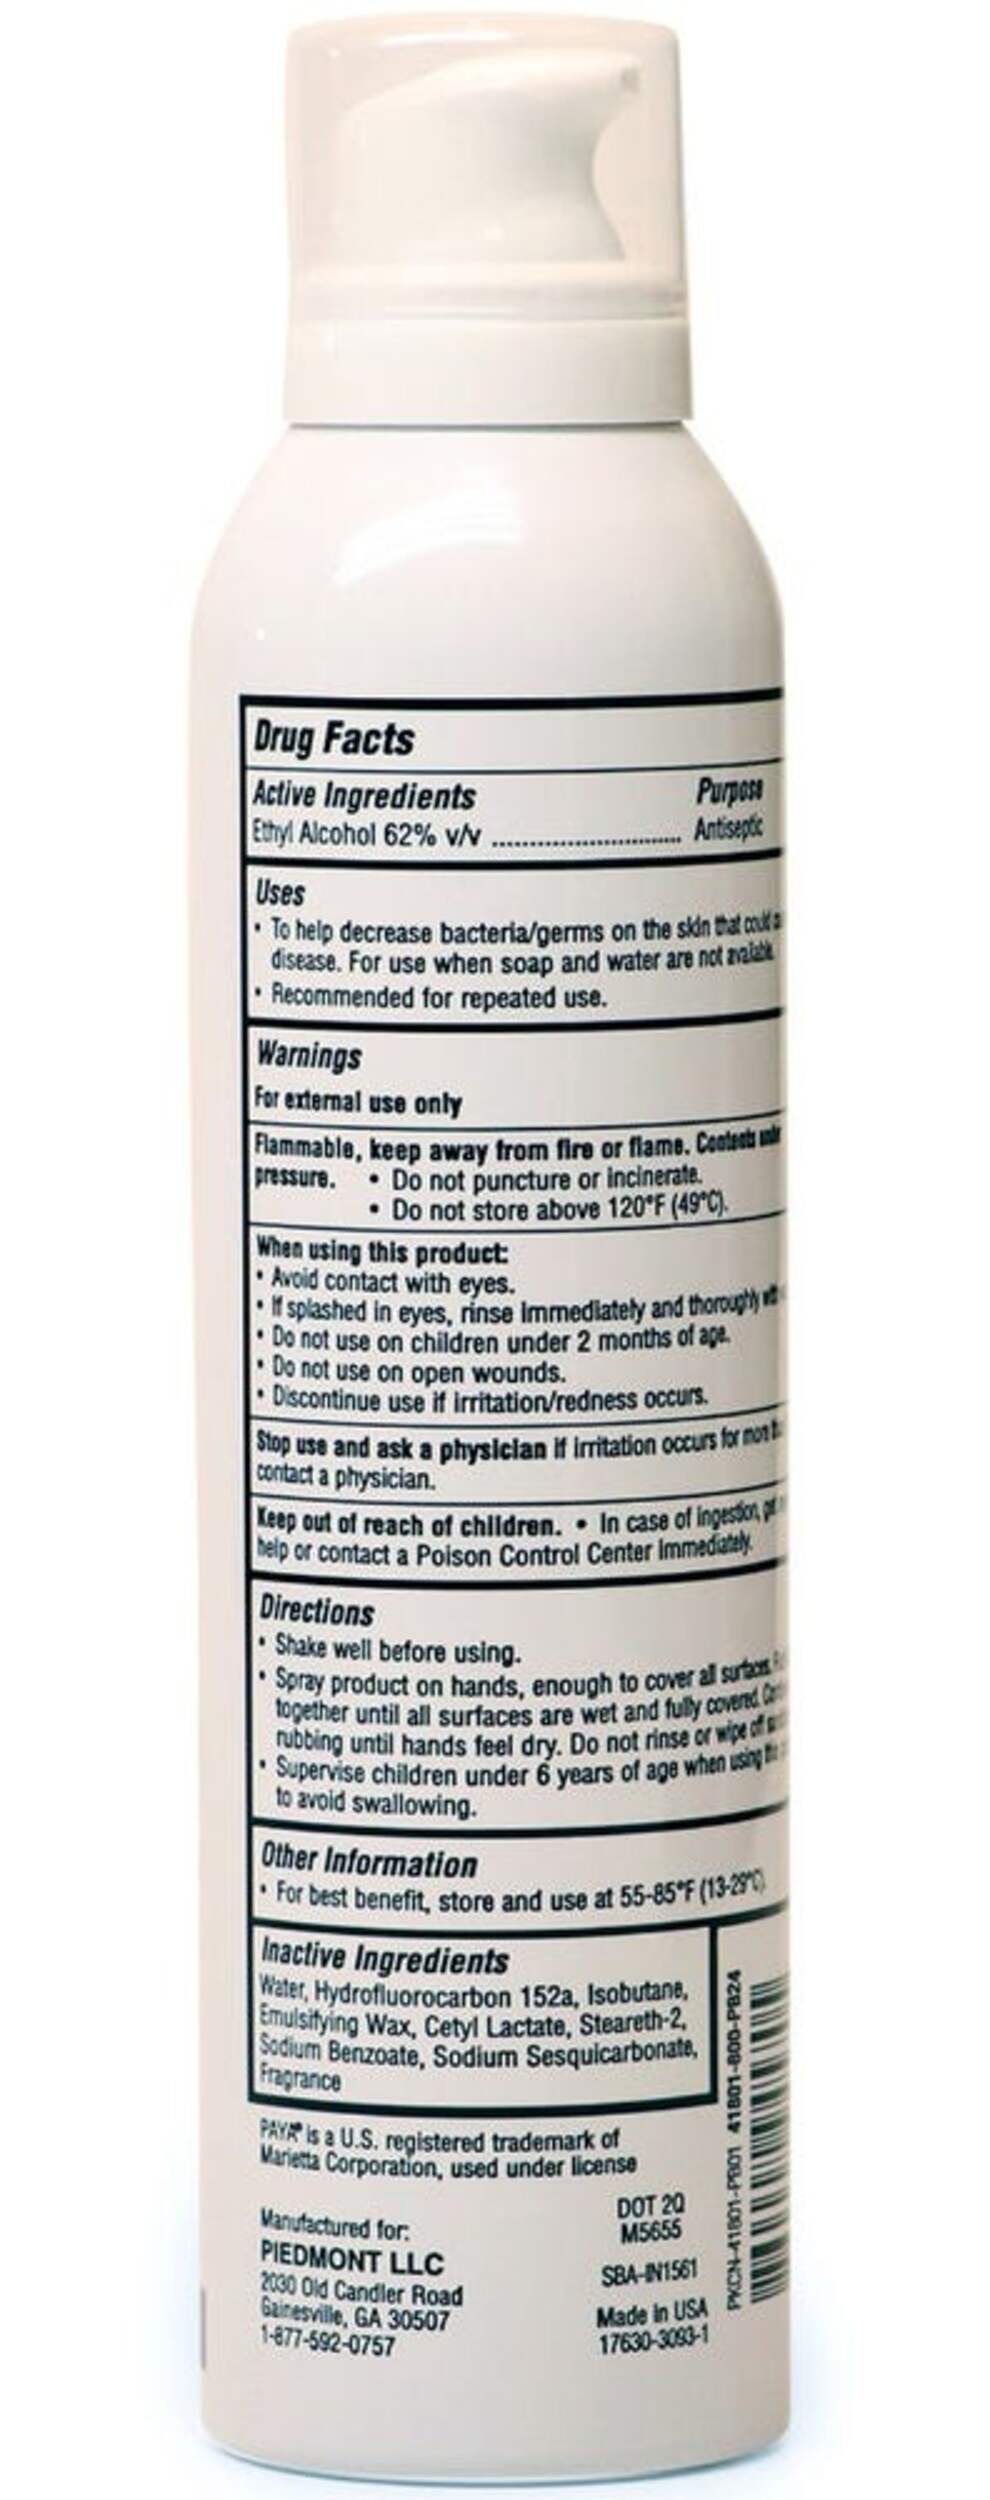 Drug Facts
Active Ingredients Purpose
Ethyl Alcohol 62% v/v .......................... Antiseptic
Uses
• To help decrease bacteria/germs on the skin that could
disease. For use when soap and water are not available.
• Recommended for repeated use.
Warnings
For external use only
Flammable, keep away from fire or flame. Contents under
pressure. • Do not puncture or incinerate.
• Do not store above 120°F (49°C).
When using this product:
• Avoid contact with eyes.
• If splashed in eyes, rinse immediately and thoroughly with
• Do not use on children under 2 months of age.
• Do not use on open wounds.
• Discontinue use if irritation/redness occurs.
Stop use and ask a physician if irritation occurs for more
contact a physician.
Keep out of reach of children. • In case of ingestion, get
help or contact a Poison Control Center immediately.
Directions
• Shake well before using.
• Spray product on hands, enough to cover all surfaces.
together until all surfaces are wet and fully covered.
rubbing until hands feel dry. Do not rinse or wipe off
• Supervise children under 6 years of age when using
to avoid swallowing.
Other Information
• For best benefit, store and use at 55-85°F (13-29°C)
Inactive Ingredients
Water, Hydrofluorocarbon 152a, Isobutane,
Emulsifying Wax, Cetyl Lactate, Steareth-2,
Sodium Benzoate, Sodium Sesquicarbonate,
Fragrance
PAYA® is a U.S. registered trademark of
Marietta Corporation, used under license
Manufactured for:
PIEDMONT LLC
2030 Old Candler Road
Gainesville, GA 30507
1-877-592-0757
DOT 2Q
M5655
SBA-IN1561
Made in USA
17630-3093-1
PKCN-41801-PB01 41801-800-PB24